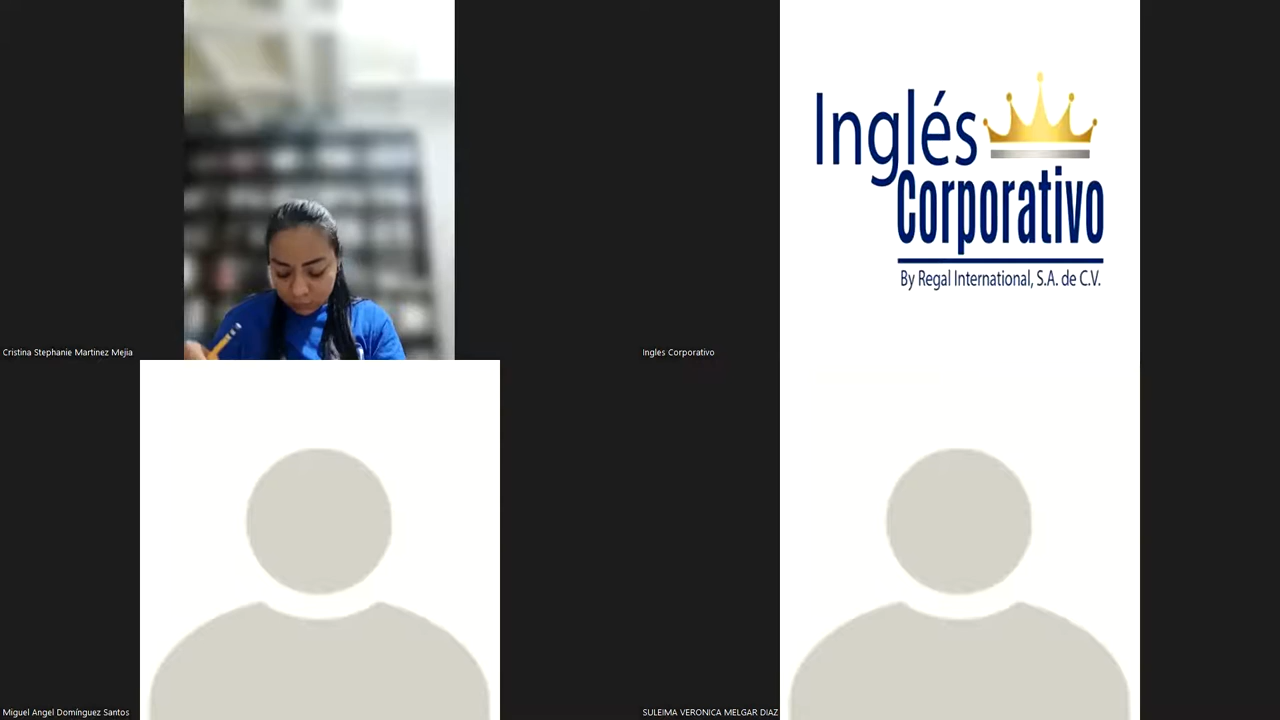 Inglés
Corporativo
By Regal International, S.A. de C.V.
Cristina Stephanie Martinez Mejia
Ingles Corporativo
Miguel Angel Domínguez Santos
SULEIMA VERONICA MELGAR DIAZ